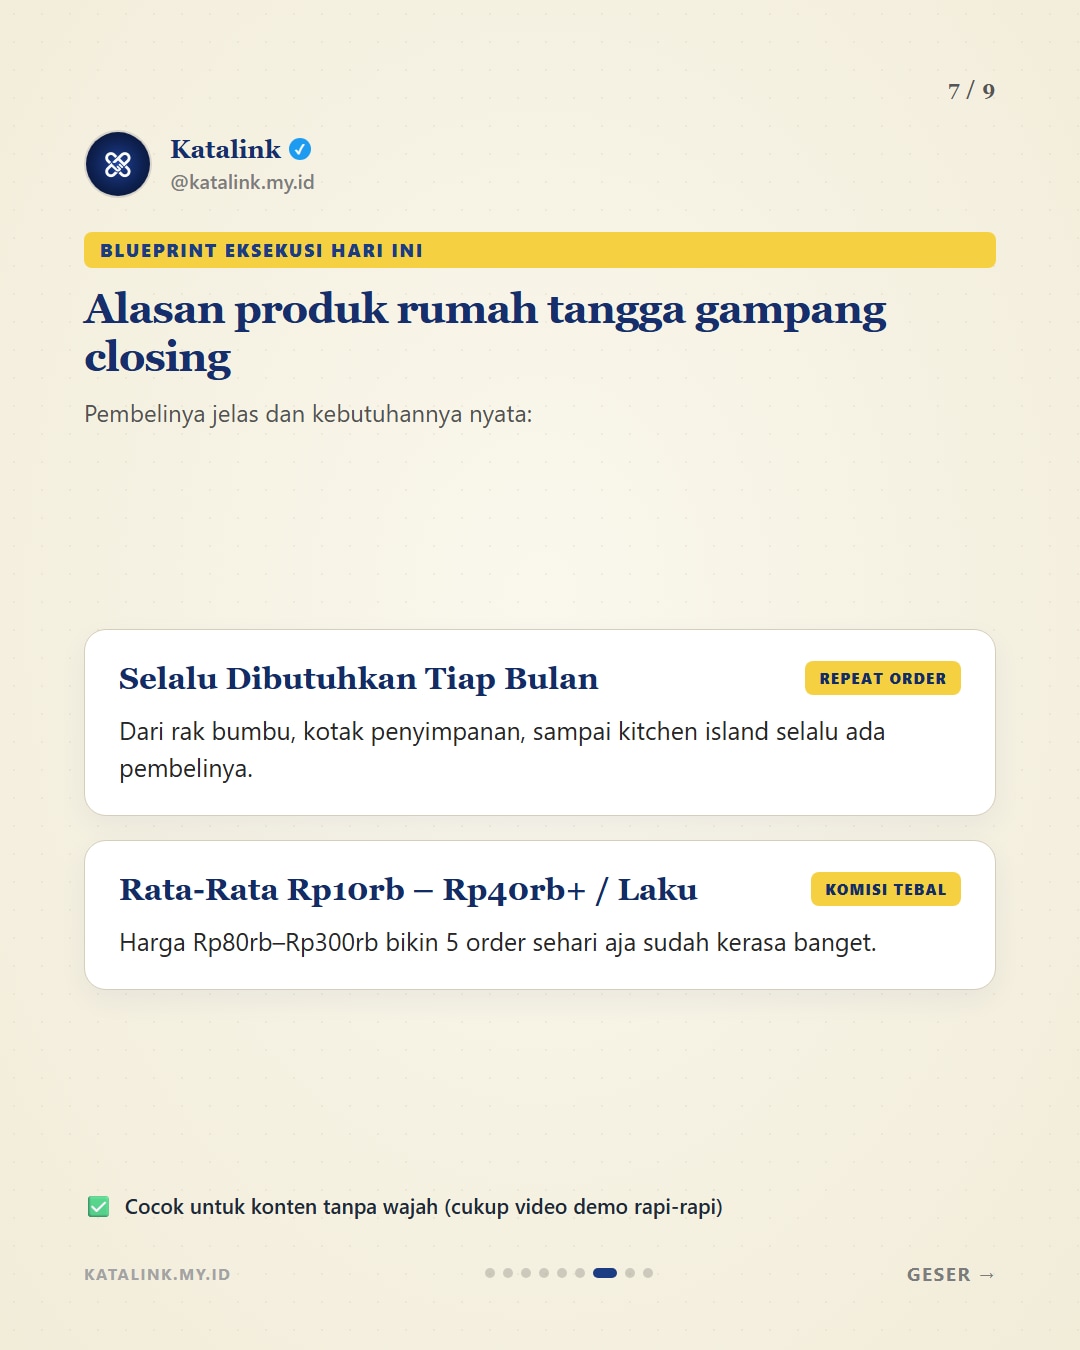 7 / 9
Katalink
@katalink.my.id
BLUEPRINT EKSEKUSI HARI INI
Alasan produk rumah tangga gampang
closing
Pembelinya jelas dan kebutuhannya nyata:
Selalu Dibutuhkan Tiap Bulan
REPEAT ORDER
Dari rak bumbu, kotak penyimpanan, sampai kitchen island selalu ada
pembelinya.
Rata-Rata Rp10rb – Rp40rb+ / Laku
KOMISI TEBAL
Harga Rp80rb–Rp300rb bikin 5 order sehari aja sudah kerasa banget.
✅ Cocok untuk konten tanpa wajah (cukup video demo rapi-rapi)
KATALINK.MY.ID
GESER →